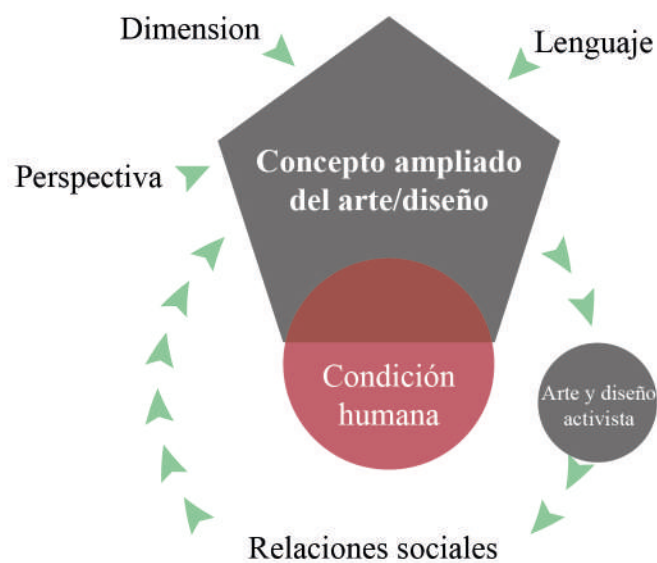 Dimension
Lenguaje
Perspectiva
Concepto ampliado
del arte/diseño
Condición
humana
Arte y diseño
activista
Relaciones sociales